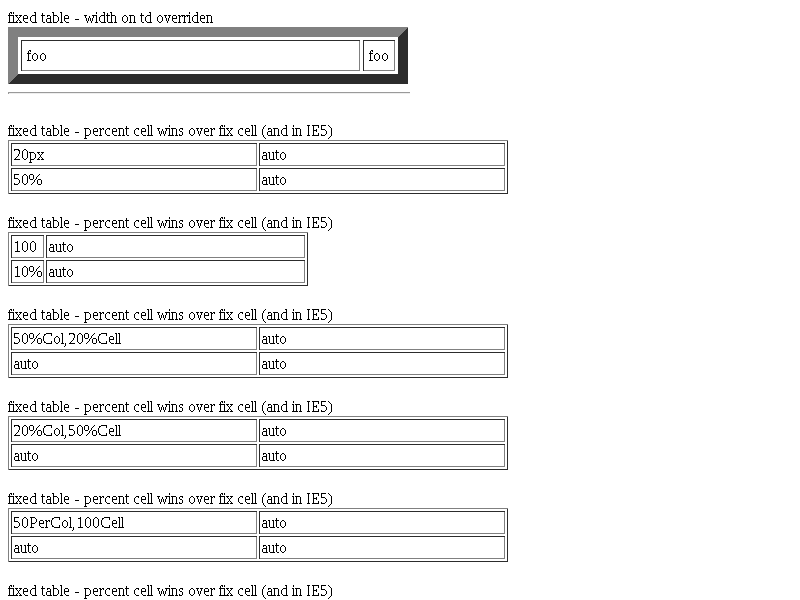 fixed table - width on td overriden
foo foo
fixed table - percent cell wins over fix cell (and in IE5)
20px auto
50% auto
fixed table - percent cell wins over fix cell (and in IE5)
100 auto
10% auto
fixed table - percent cell wins over fix cell (and in IE5)
50%Col,20%Cell auto
auto auto
fixed table - percent cell wins over fix cell (and in IE5)
20%Col,50%Cell auto
auto auto
fixed table - percent cell wins over fix cell (and in IE5)
50PerCol,100Cell auto
auto auto
fixed table - percent cell wins over fix cell (and in IE5)